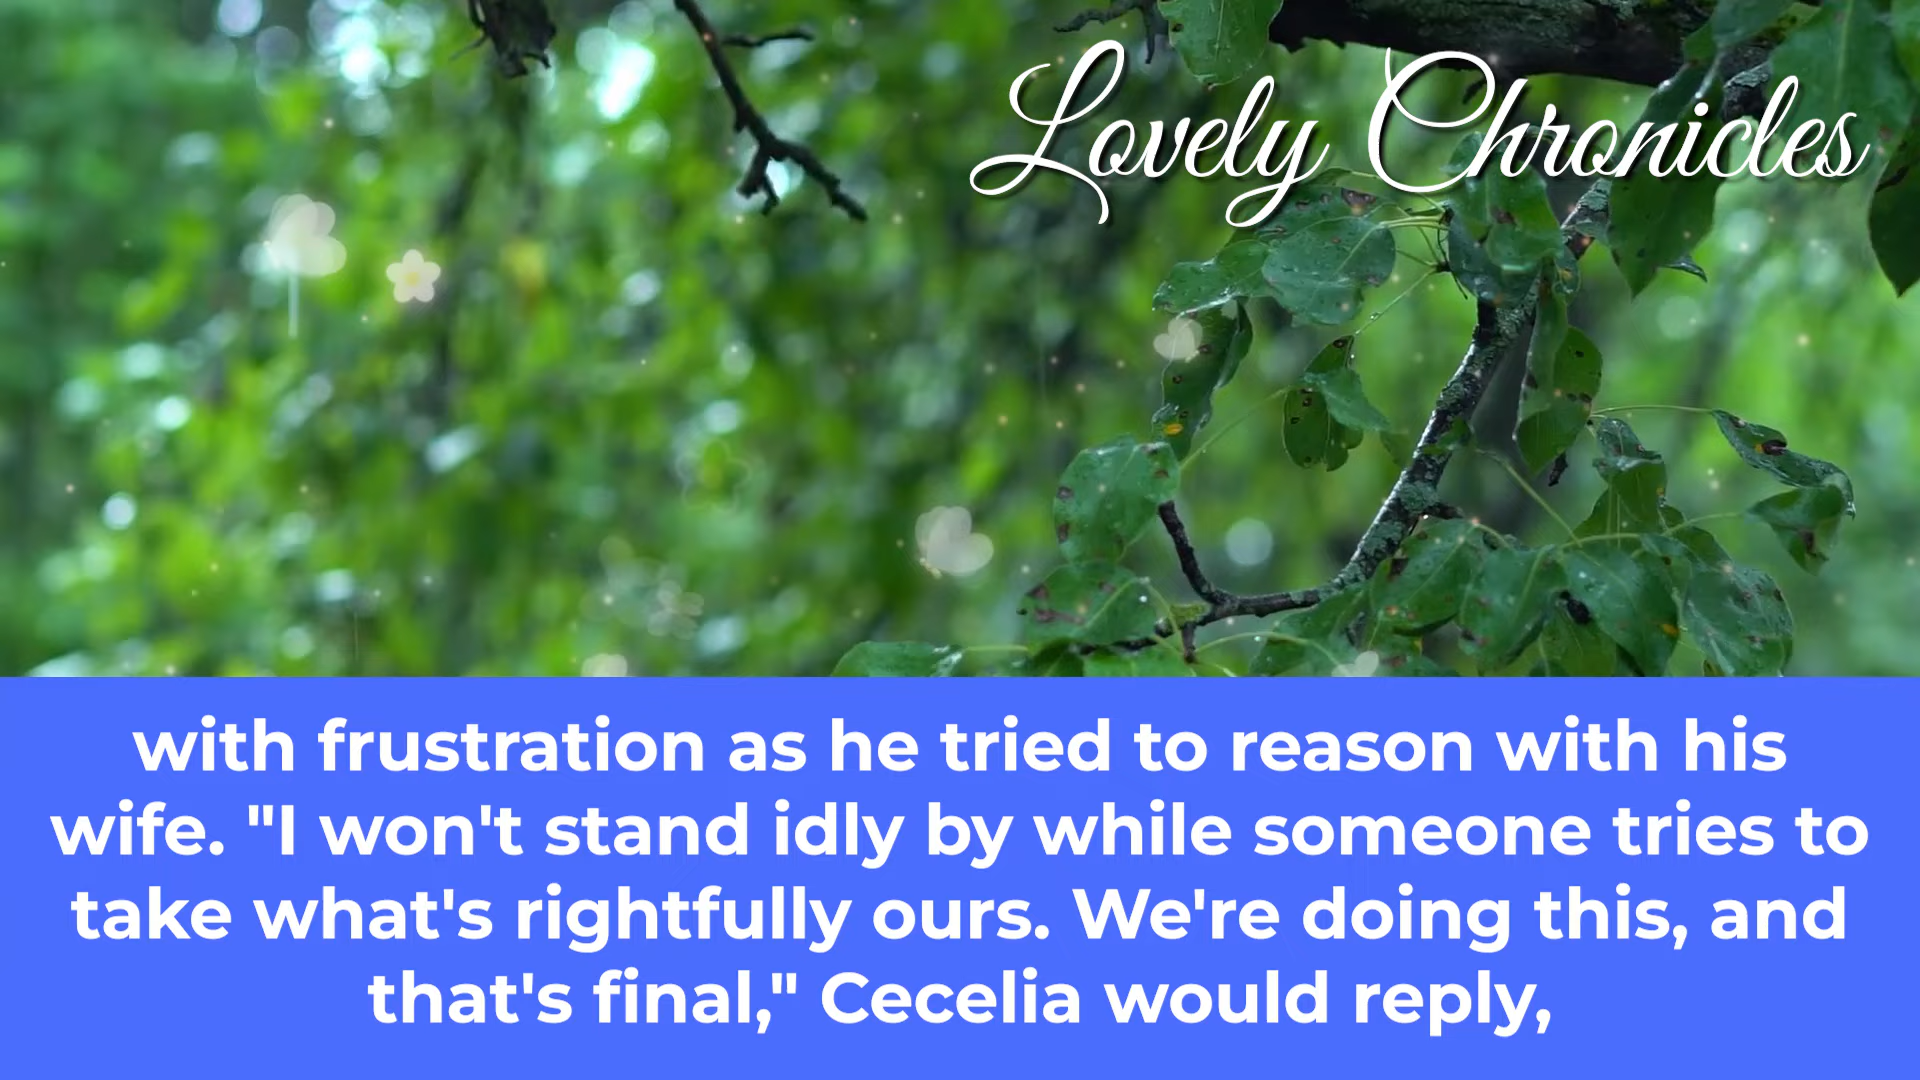 Lovely Chronicles
with frustration as he tried to reason with his
wife. "I won't stand idly by while someone tries to
take what's rightfully ours. We're doing this, and
that's final," Cecelia would reply,